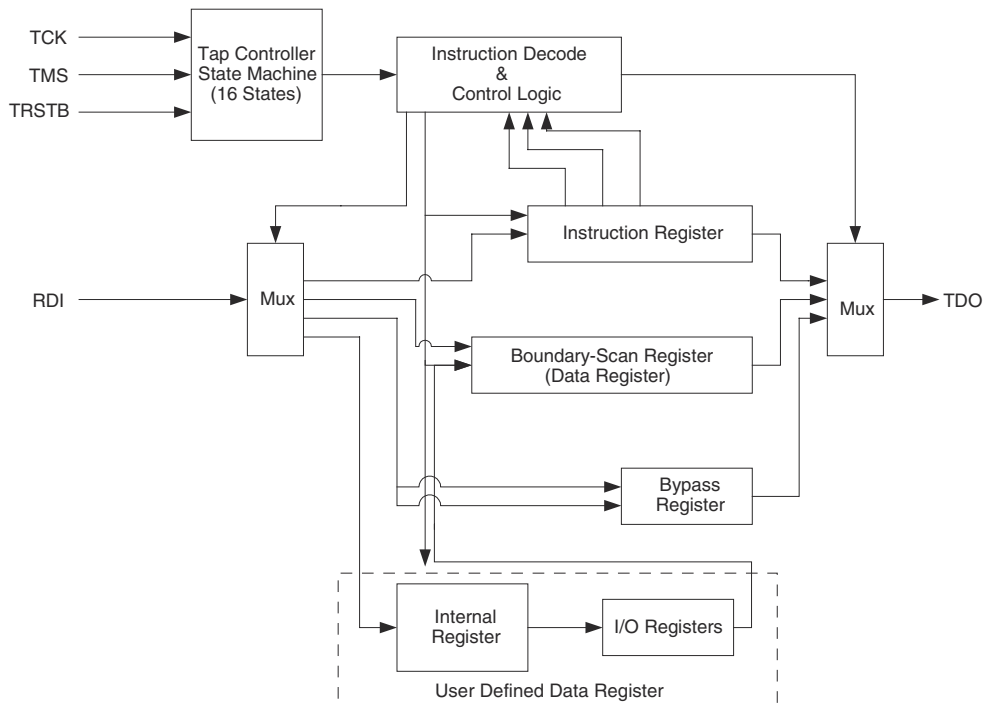 TCK
TMS
TRSTB
Tap Controller
State Machine
(16 States)
Instruction Decode
&
Control Logic
Instruction Register
RDI
Mux
Mux
TDO
Boundary-Scan Register
(Data Register)
Bypass
Register
Internal
Register
I/O Registers
User Defined Data Register